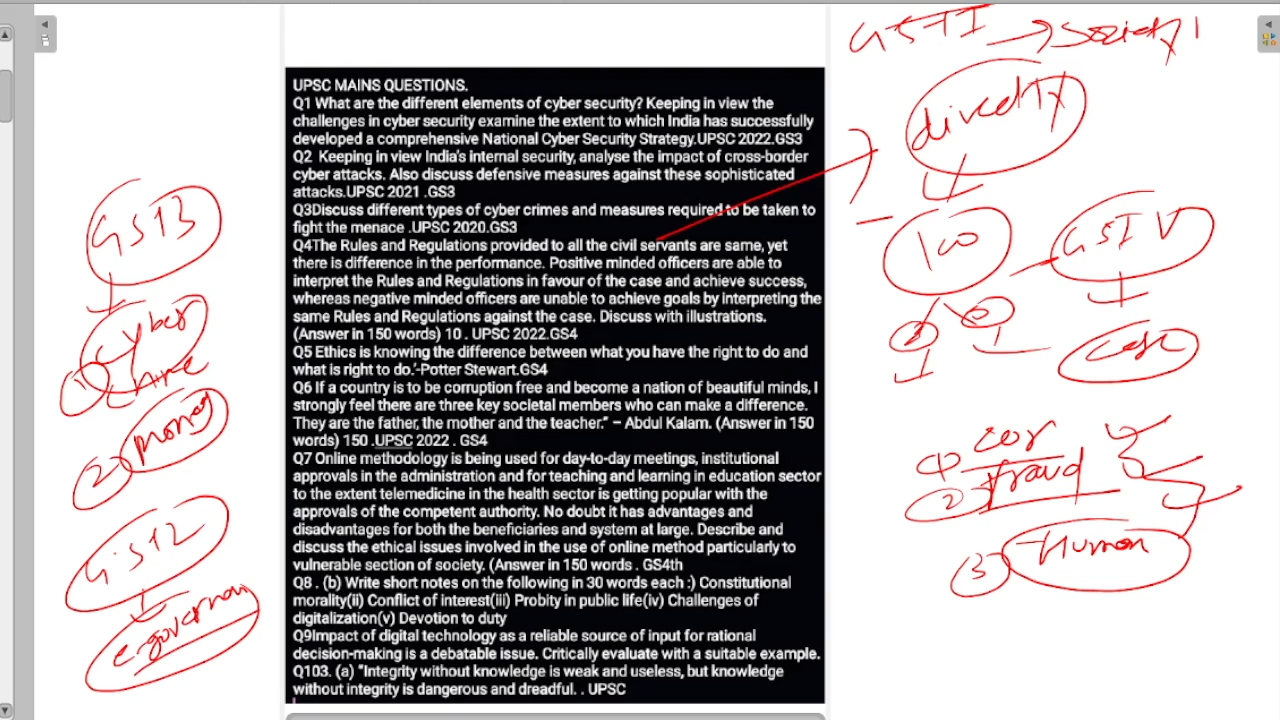 UPSC MAINS QUESTIONS.
Q1 What are the different elements of cyber security? Keeping in view the
challenges in cyber security examine the extent to which India has successfully
developed a comprehensive National Cyber Security Strategy.UPSC 2022.GS3
Q2 Keeping in view India's internal security, analyse the impact of cross-border
cyber attacks. Also discuss defensive measures against these sophisticated
attacks.UPSC 2021 .GS3
Q3Discuss different types of cyber crimes and measures required to be taken to
fight the menace .UPSC 2020.GS3
Q4The Rules and Regulations provided to all the civil servants are same, yet
there is difference in the performance. Positive minded officers are able to
interpret the Rules and Regulations in favour of the case and achieve success,
whereas negative minded officers are unable to achieve goals by interpreting the
same Rules and Regulations against the case. Discuss with illustrations.
(Answer in 150 words) 10 . UPSC 2022.GS4
Q5 Ethics is knowing the difference between what you have the right to do and
what is right to do.'-Potter Stewart.GS4
Q6 If a country is to be corruption free and become a nation of beautiful minds, I
strongly feel there are three key societal members who can make a difference.
They are the father, the mother and the teacher.” – Abdul Kalam. (Answer in 150
words) 150 .UPSC 2022 . GS4
Q7 Online methodology is being used for day-to-day meetings, institutional
approvals in the administration and for teaching and learning in education sector
to the extent telemedicine in the health sector is getting popular with the
approvals of the competent authority. No doubt it has advantages and
disadvantages for both the beneficiaries and system at large. Describe and
discuss the ethical issues involved in the use of online method particularly to
vulnerable section of society. (Answer in 150 words . GS4th
Q8 . (b) Write short notes on the following in 30 words each :) Constitutional
morality(ii) Conflict of interest(iii) Probity in public life(iv) Challenges of
digitalization(v) Devotion to duty
Q9Impact of digital technology as a reliable source of input for rational
decision-making is a debatable issue. Critically evaluate with a suitable example.
Q103. (a) “Integrity without knowledge is weak and useless, but knowledge
without integrity is dangerous and dreadful. . UPSC
GST3
Cyber
①
② money
GST2
e-governan
GSTI → Society
directly
100
GST IV
case
① cor
② fraud
③ Human